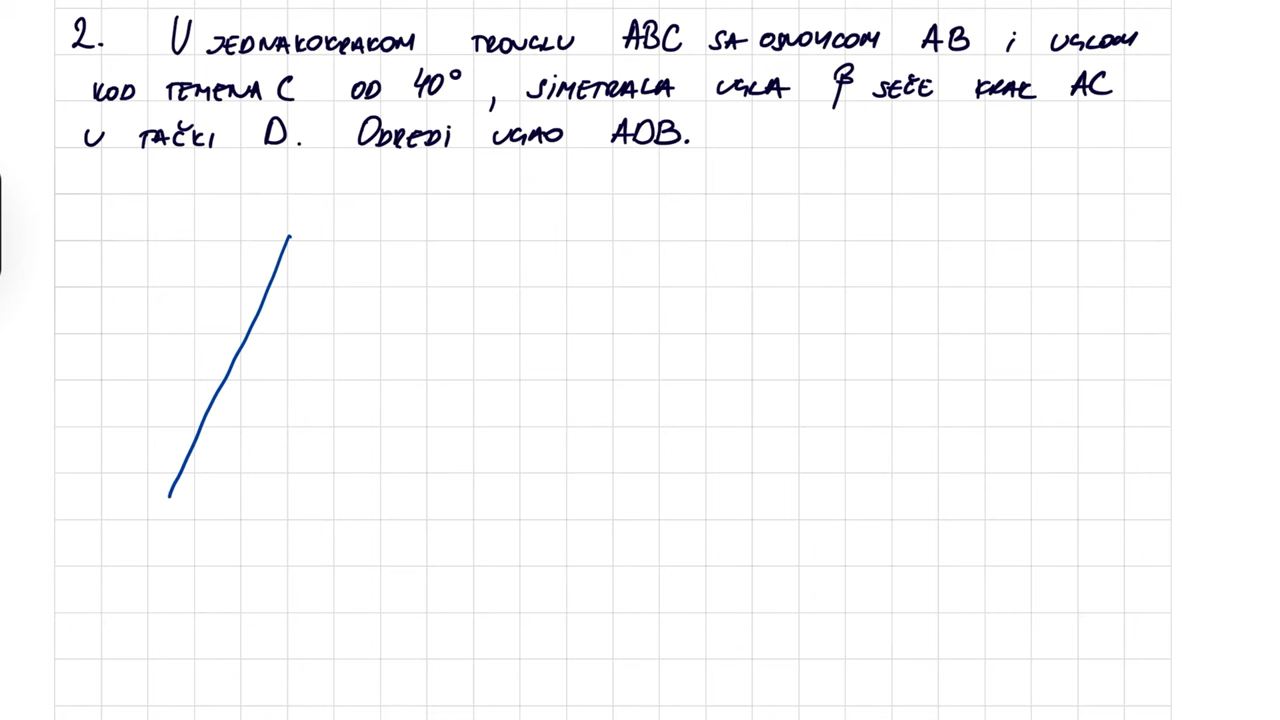 2. U JEDNAKOKRAKOM TROUGLU ABC SA OSNOVICOM AB i UGLOM
KOD TEMENA C OD 40°, SIMETRALA UGLA β SEČE KRAK AC
U TAČKI D. ODREDI UGAO ADB.